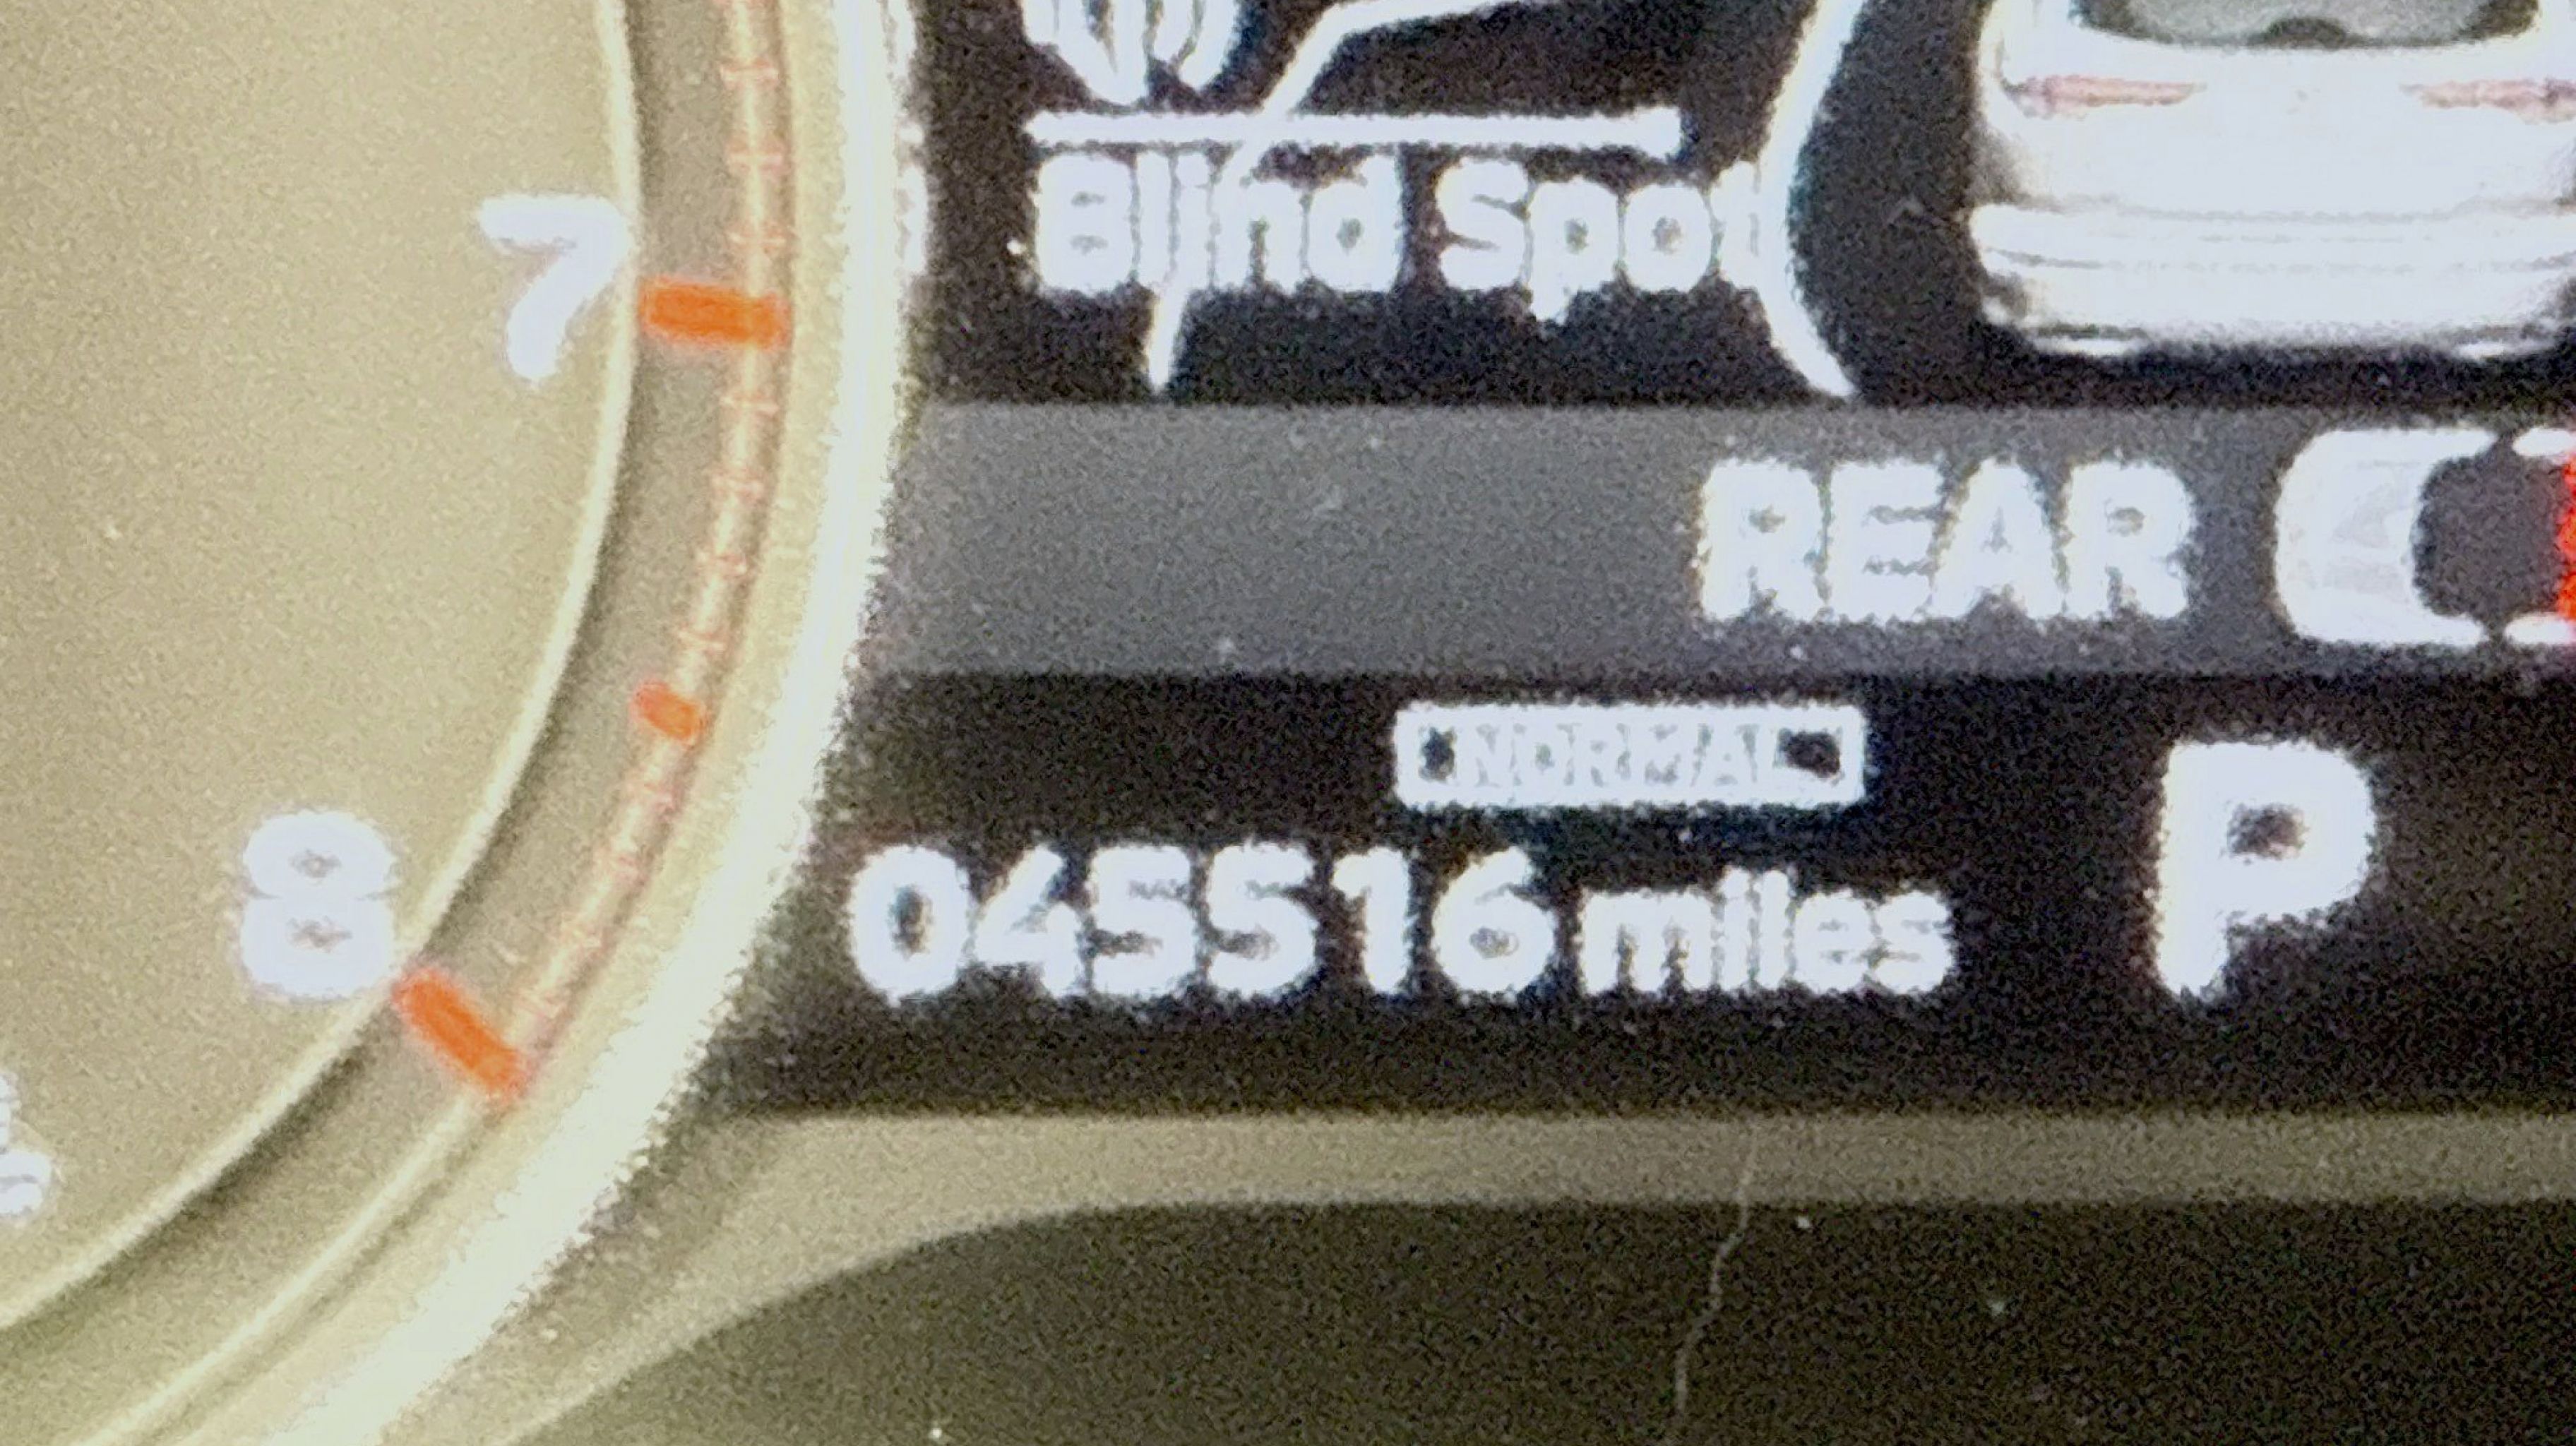 Blind Spot
7
REAR
NORMAL
8
045516 miles
P